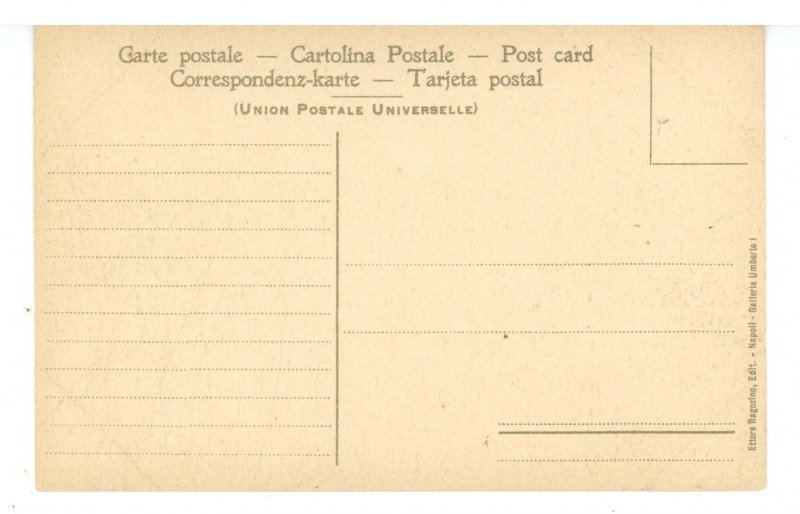 Carte postale — Cartolina Postale — Post card
Correspondenz-karte — Tarjeta postal
(Union Postale Universelle)
Ettore Ragozino, Edit. - Napoli - Galleria Umberto I